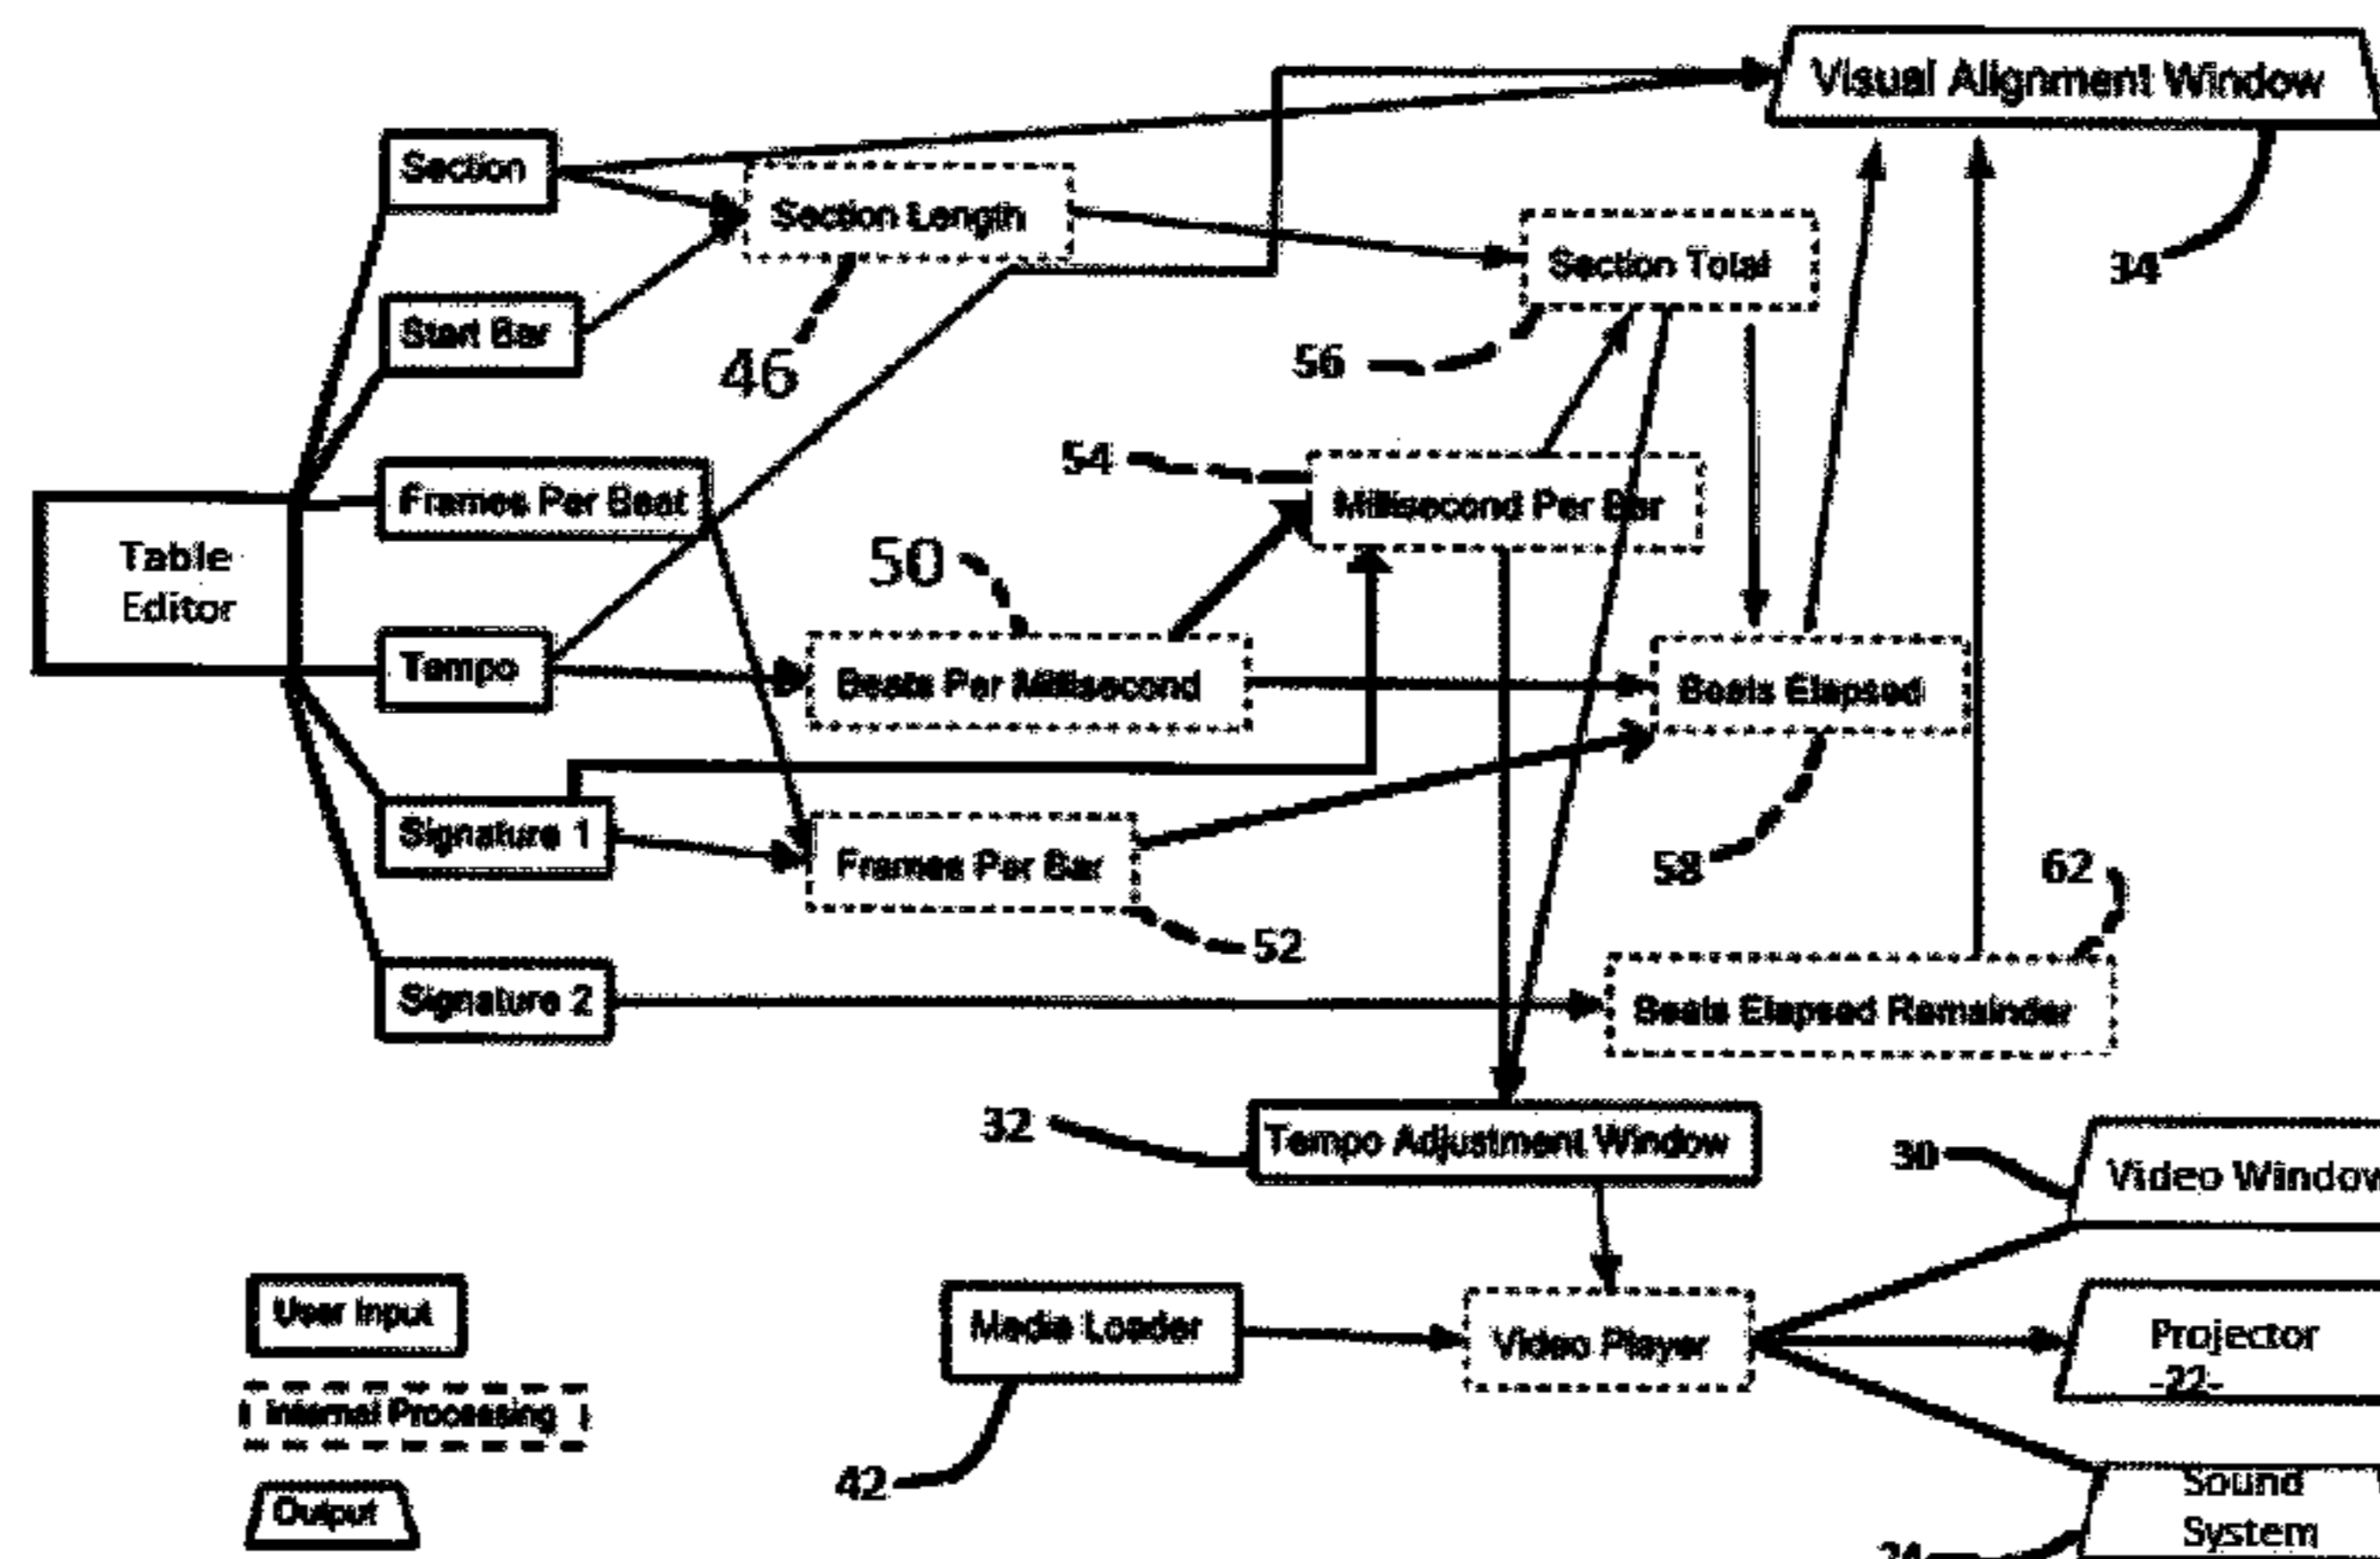 Visual Alignment Window
Section
Section Length
Section Total
34
Start Bar
46
56
54
Frames Per Beat
Millisecond Per Bar
Table
Editor
50
Tempo
Beats Per Millisecond
Beats Elapsed
Signature 1
Frames Per Bar
58
62
52
Signature 2
Beats Elapsed Remainder
32
Tempo Adjustment Window
30
Video Window
User Input
Media Loader
Video Player
Projector
-22-
Internal Processing
42
Output
Sound
System